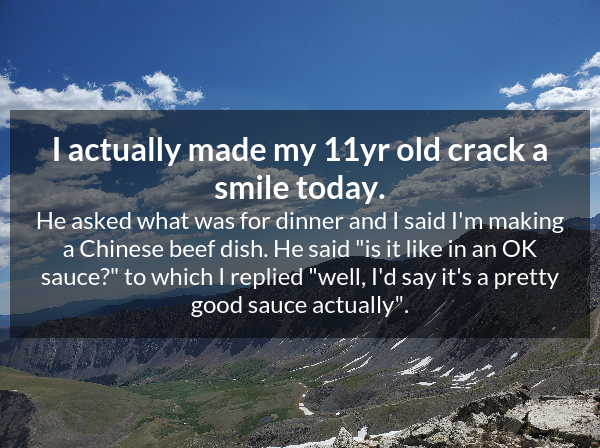 I actually made my 11yr old crack a
smile today.
He asked what was for dinner and I said I'm making
a Chinese beef dish. He said "is it like in an OK
sauce?" to which I replied "well, I'd say it's a pretty
good sauce actually".